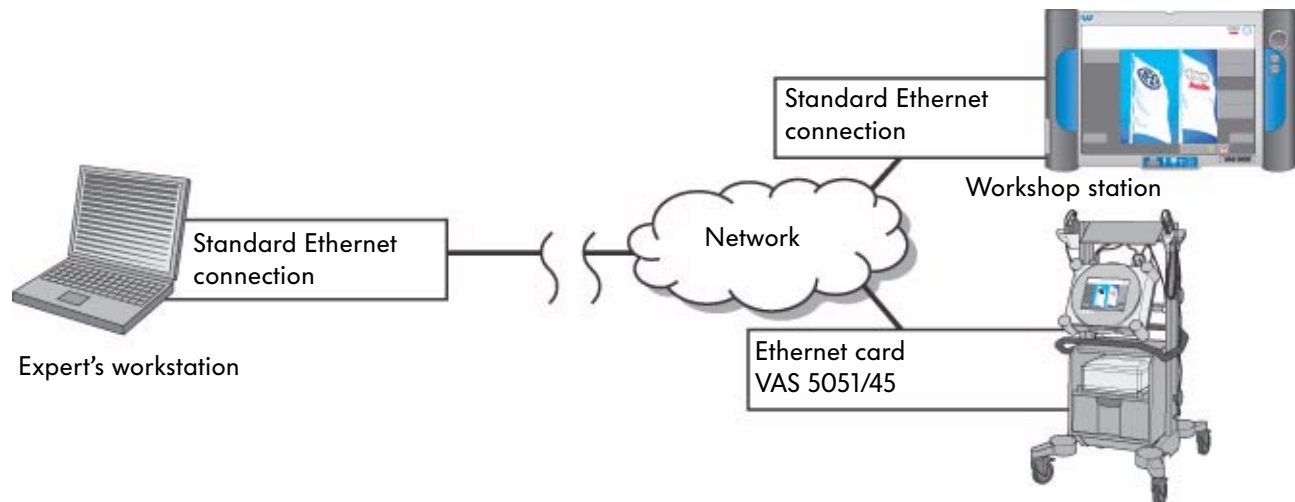 Standard Ethernet
connection
Workshop station
Standard Ethernet
connection
Network
Expert's workstation
Ethernet card
VAS 5051/45